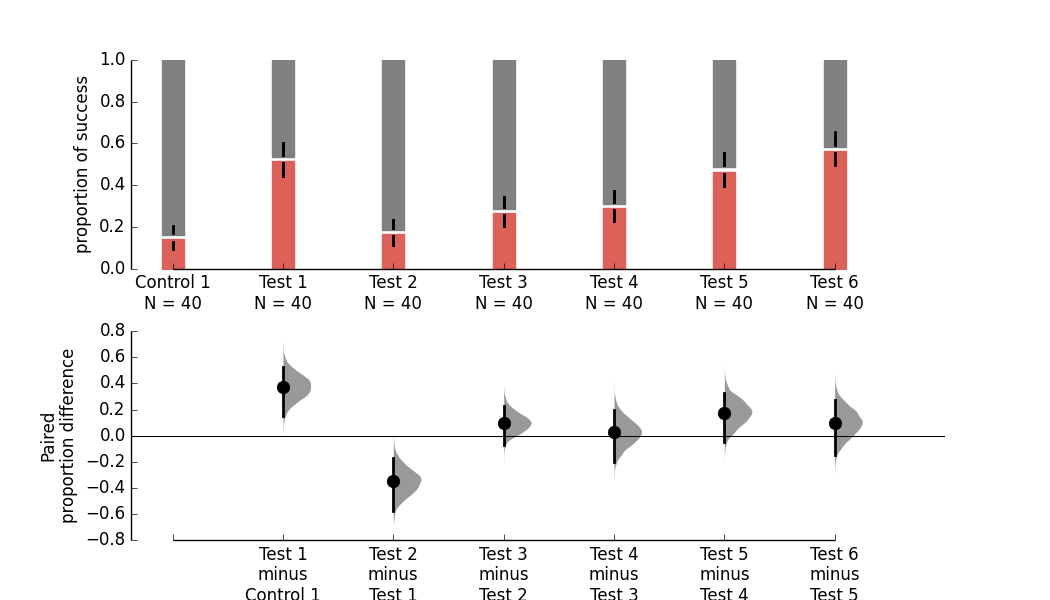 1.0
0.8
0.6
0.4
0.2
0.0
proportion of success
Control 1 Test 1 Test 2 Test 3 Test 4 Test 5 Test 6
N = 40 N = 40 N = 40 N = 40 N = 40 N = 40 N = 40
0.8
0.6
0.4
0.2
0.0
−0.2
−0.4
−0.6
−0.8
Paired
proportion difference
Test 1 Test 2 Test 3 Test 4 Test 5 Test 6
minus minus minus minus minus minus
Control 1 Test 1 Test 2 Test 3 Test 4 Test 5